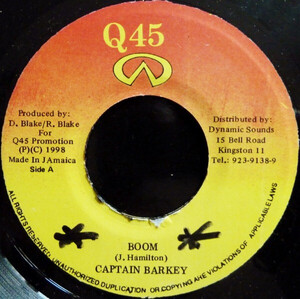 Q45
Produced by:
D. Blake/R. Blake
For
Q45 Promotion
(P)(C) 1998
Made In JAmaica
Side A
Distributed by:
Dynamic Sounds
15 Bell Road
Kingston 11
Tel.: 923-9138-9
BOOM
(J. Hamilton)
CAPTAIN BARKEY
ALL RIGHTS RESERVED. UNAUTHORIZED DUPLICATION OR COPYING ARE VIOLATIONS OF APPLICABLE LAWS